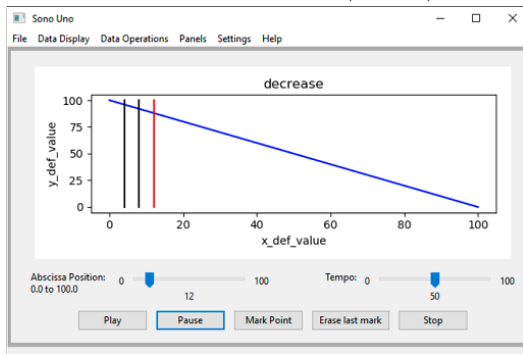 Sono Uno
File Data Display Data Operations Panels Settings Help
decrease
100
75
50
25
0
y_def_value
0 20 40 60 80 100
x_def_value
Abscissa Position: 0 100 Tempo: 0 100
0.0 to 100.0
12 50
Play Pause Mark Point Erase last mark Stop